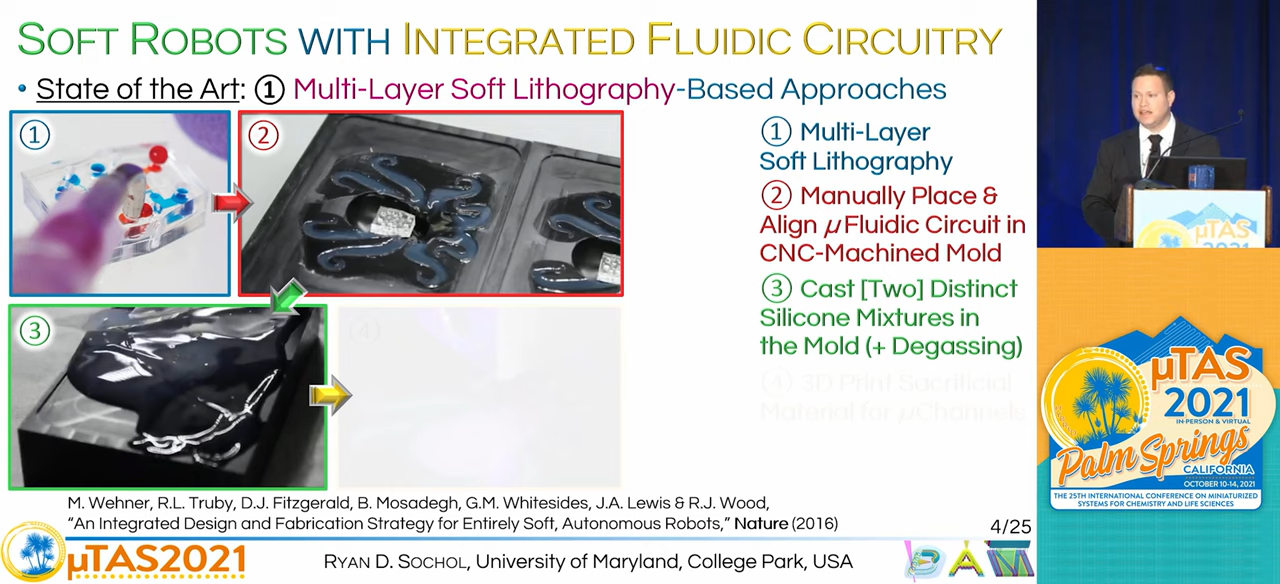 SOFT ROBOTS WITH INTEGRATED FLUIDIC CIRCUITRY
• State of the Art: ① Multi-Layer Soft Lithography-Based Approaches
①
②
③
④
① Multi-Layer
Soft Lithography
② Manually Place &
Align μFluidic Circuit in
CNC-Machined Mold
③ Cast [Two] Distinct
Silicone Mixtures in
the Mold (+ Degassing)
④ 3D Print Sacrificial
Material for μChannels
M. Wehner, R.L. Truby, D.J. Fitzgerald, B. Mosadegh, G.M. Whitesides, J.A. Lewis & R.J. Wood,
“An Integrated Design and Fabrication Strategy for Entirely Soft, Autonomous Robots,” Nature (2016)
4/25
μTAS2021
RYAN D. SOCHOL, University of Maryland, College Park, USA
BAM
μTAS
2021
μTAS
2021
IN-PERSON & VIRTUAL
Palm Springs
CALIFORNIA
OCTOBER 10-14, 2021
THE 25TH INTERNATIONAL CONFERENCE ON MINIATURIZED
SYSTEMS FOR CHEMISTRY AND LIFE SCIENCES